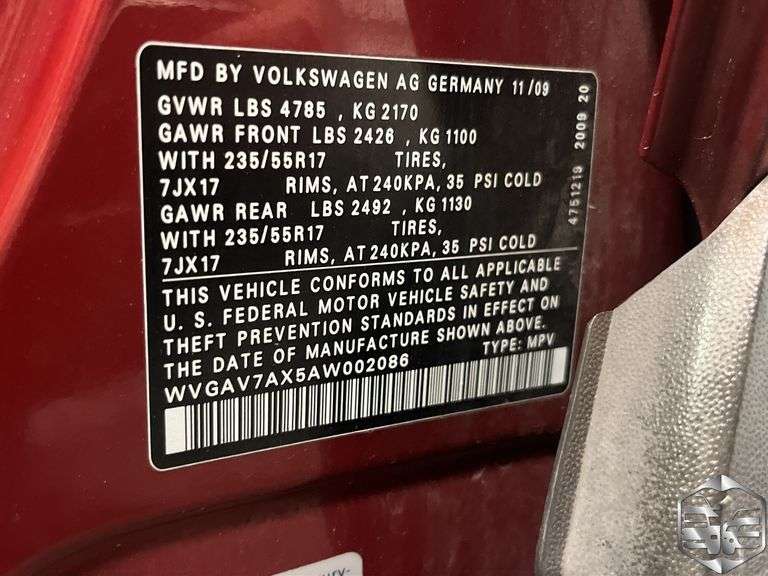 MFD BY VOLKSWAGEN AG GERMANY 11/09
GVWR LBS 4785 , KG 2170
GAWR FRONT LBS 2426 , KG 1100
WITH 235/55R17 TIRES,
7JX17 RIMS, AT 240KPA, 35 PSI COLD
GAWR REAR LBS 2492 , KG 1130
WITH 235/55R17 TIRES,
7JX17 RIMS, AT 240KPA, 35 PSI COLD
THIS VEHICLE CONFORMS TO ALL APPLICABLE
U. S. FEDERAL MOTOR VEHICLE SAFETY AND
THEFT PREVENTION STANDARDS IN EFFECT ON
THE DATE OF MANUFACTURE SHOWN ABOVE.
WVGAV7AX5AW002086 TYPE: MPV
4751219 2009 20